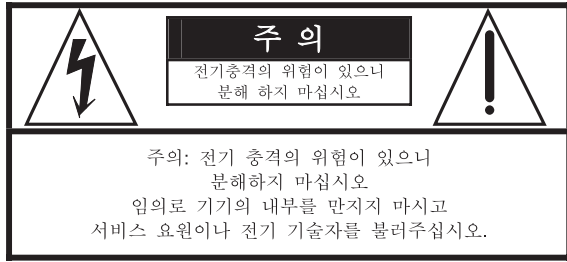 주 의
전기충격의 위험이 있으니
분해 하지 마십시오
주의: 전기 충격의 위험이 있으니
분해하지 마십시오
임의로 기기의 내부를 만지지 마시고
서비스 요원이나 전기 기술자를 불러주십시오.